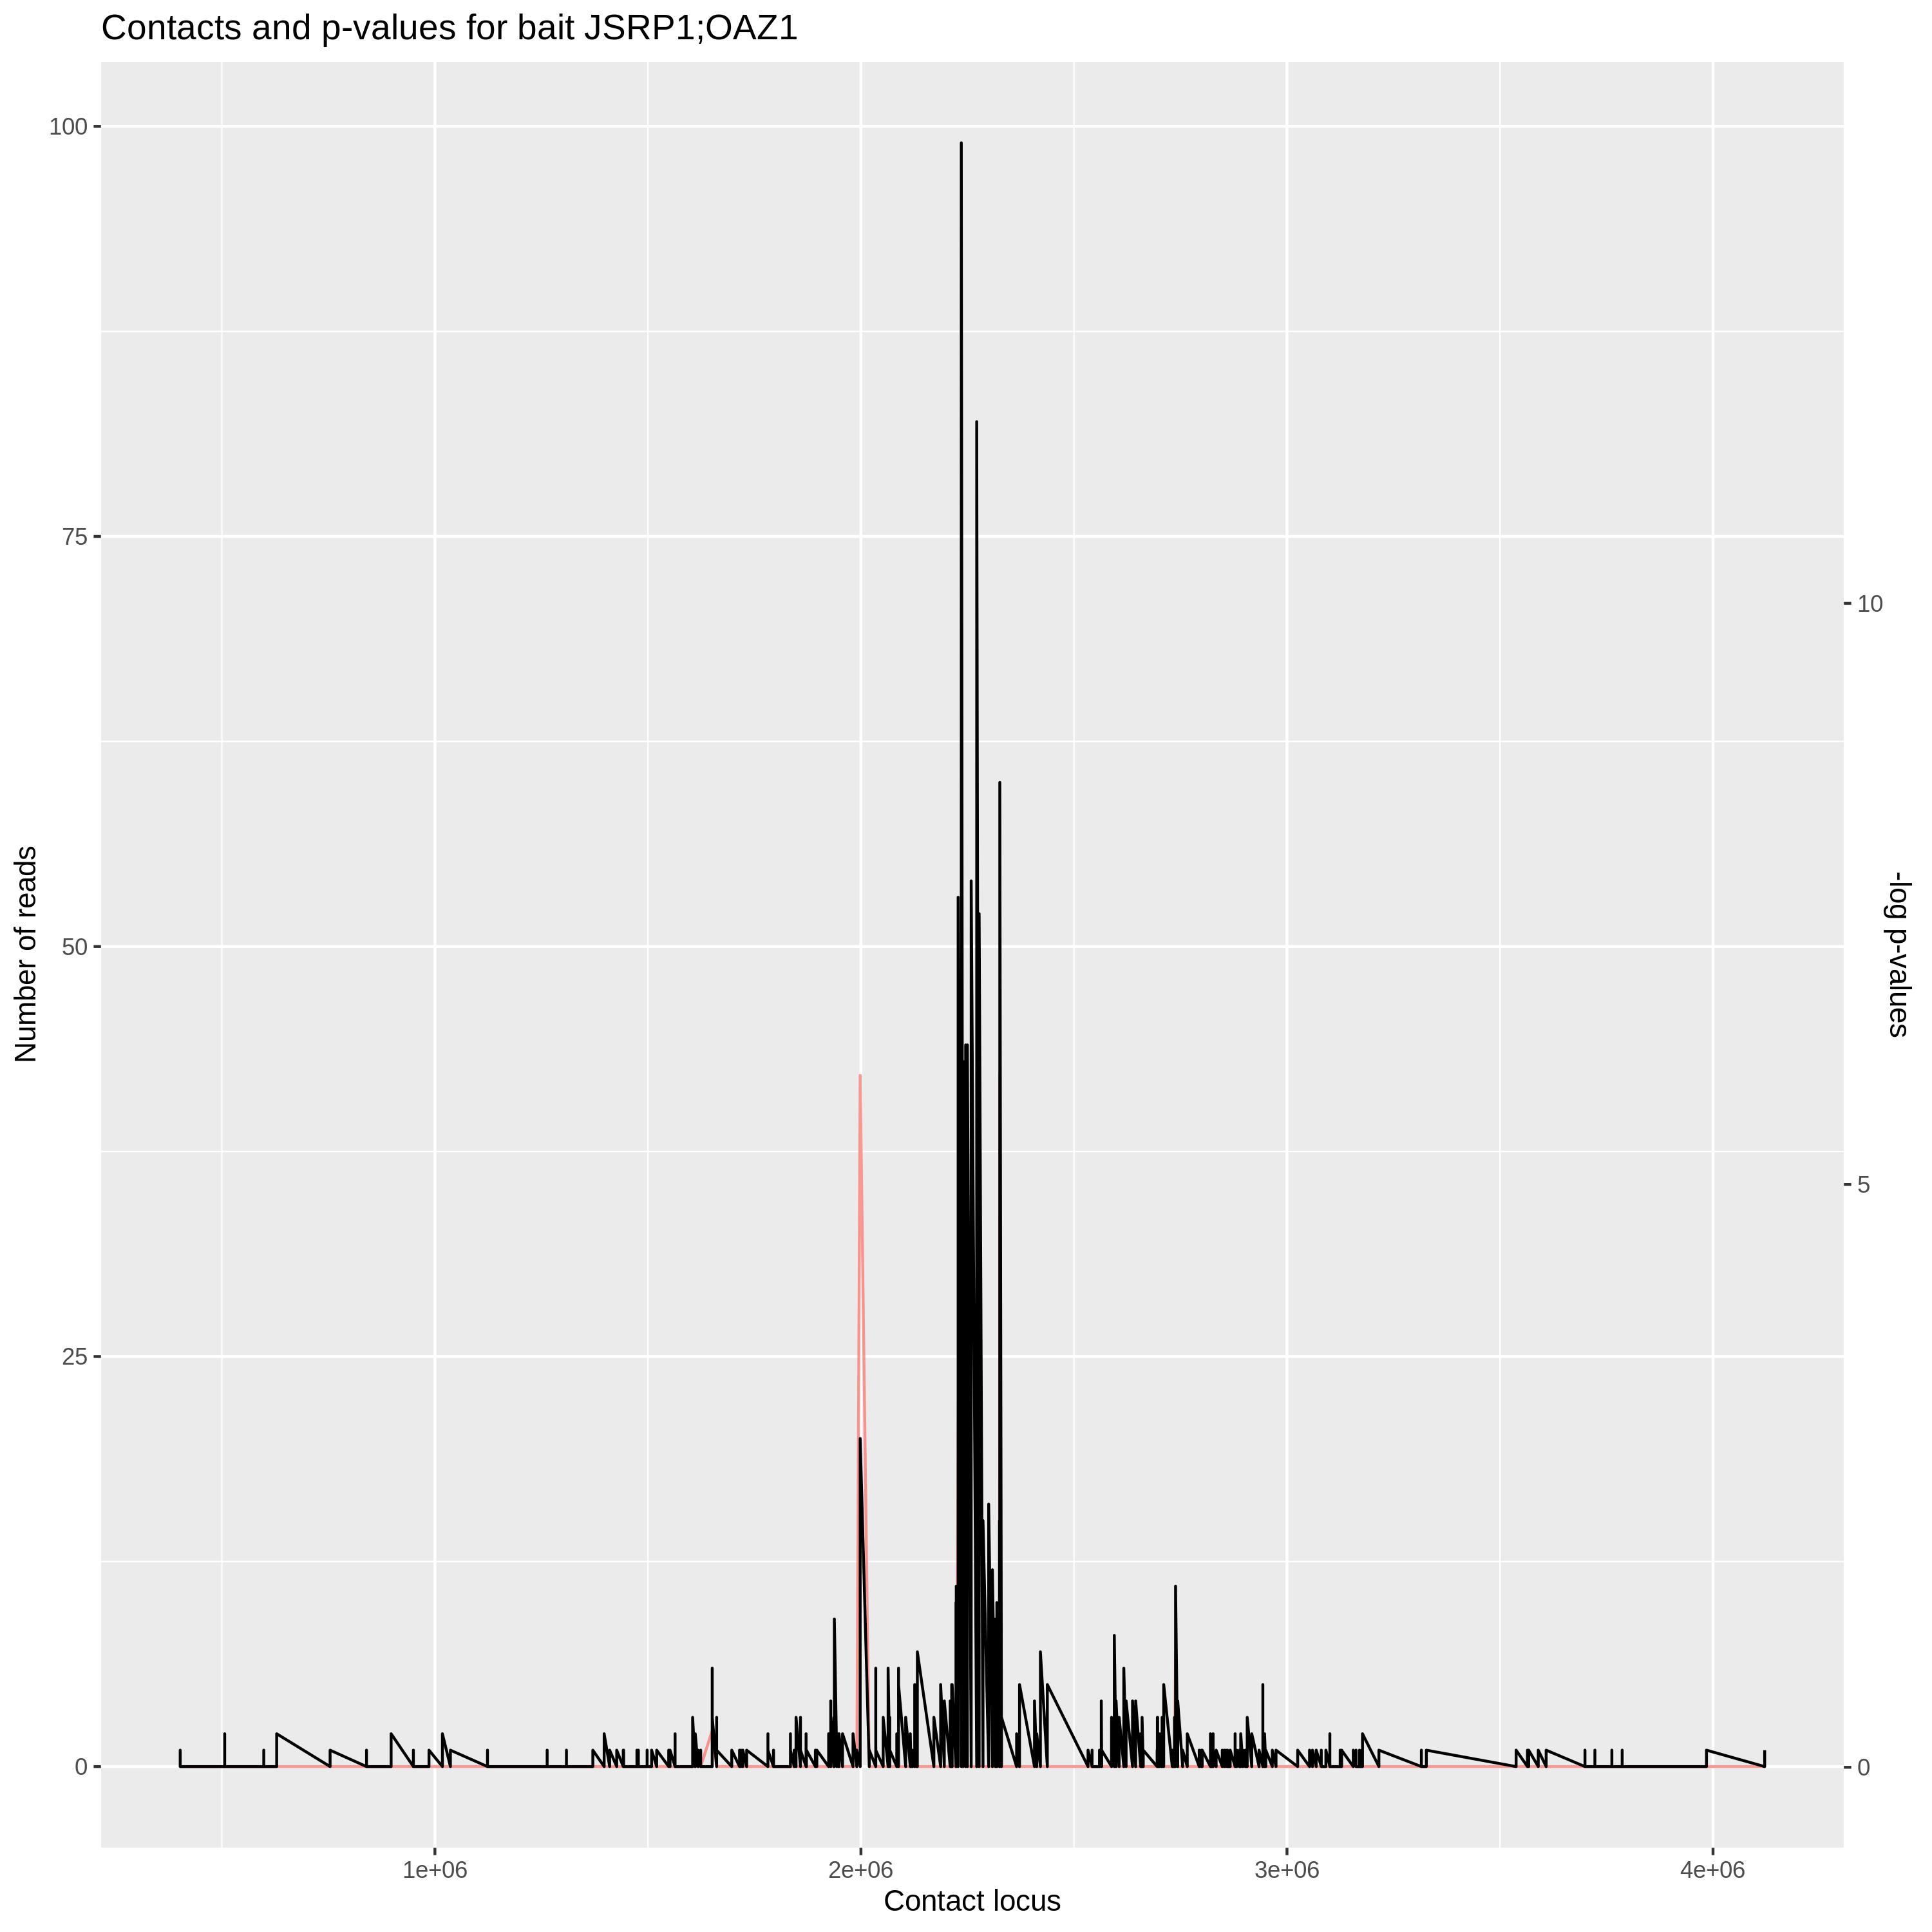 Contacts and p-values for bait JSRP1;OAZ1
Number of reads
100
75
50
25
0
10
5
0
-log p-values
1e+06
2e+06
3e+06
4e+06
Contact locus